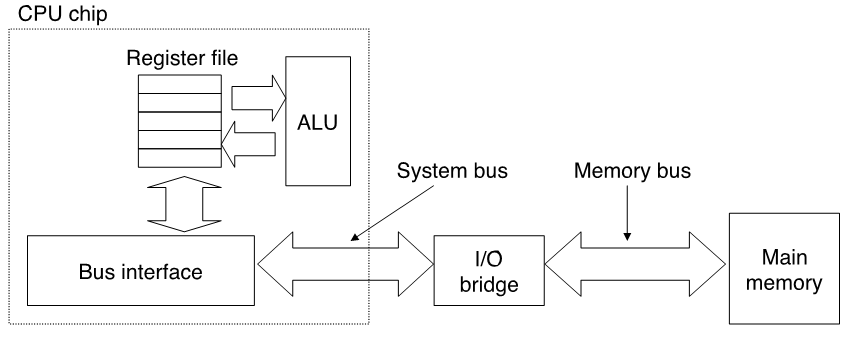 CPU chip
Register file
ALU
System bus
Memory bus
Bus interface
I/O
bridge
Main
memory